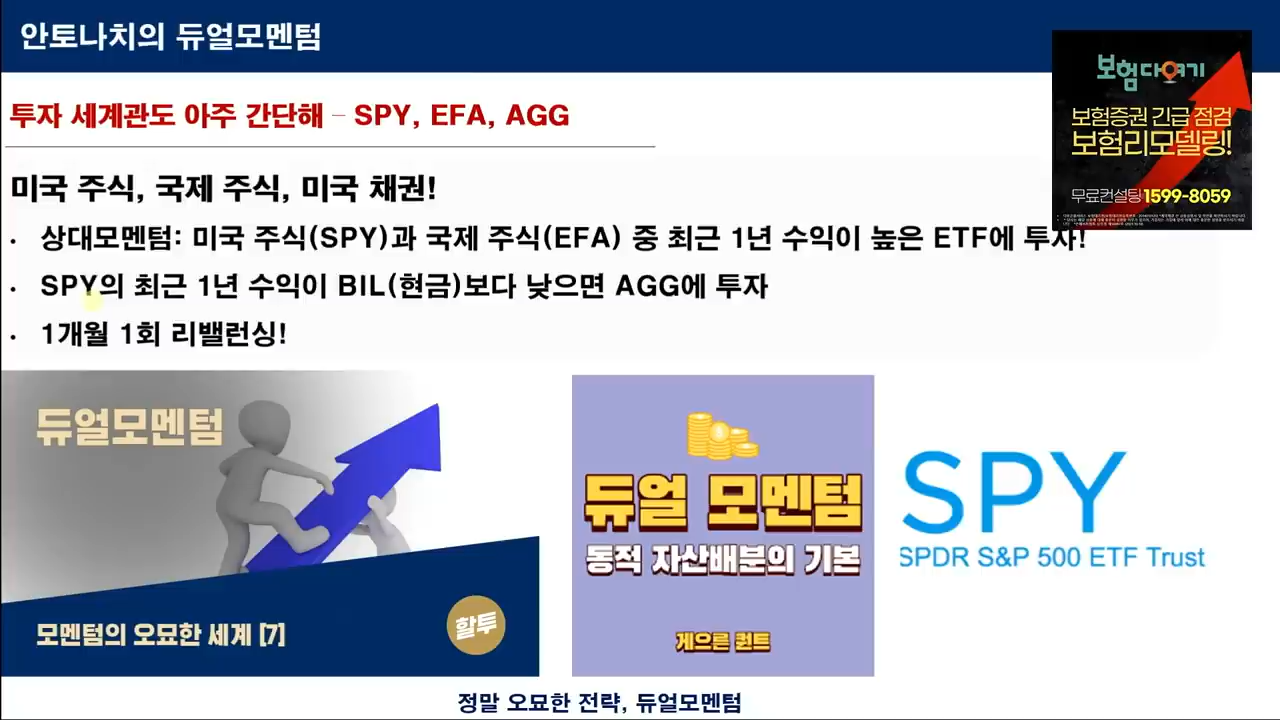 안토나치의 듀얼모멘텀
보험다여기
보험증권 긴급 점검
보험리모델링!
무료컨설팅 1599-8059
투자 세계관도 아주 간단해 – SPY, EFA, AGG
미국 주식, 국제 주식, 미국 채권!
· 상대모멘텀: 미국 주식(SPY)과 국제 주식(EFA) 중 최근 1년 수익이 높은 ETF에 투자!
· SPY의 최근 1년 수익이 BIL(현금)보다 낮으면 AGG에 투자
· 1개월 1회 리밸런싱!
듀얼모멘텀
모멘텀의 오묘한 세계 [7]
할투
듀얼 모멘텀
동적 자산배분의 기본
게으른 퀀트
SPY
SPDR S&P 500 ETF Trust
정말 오묘한 전략, 듀얼모멘텀